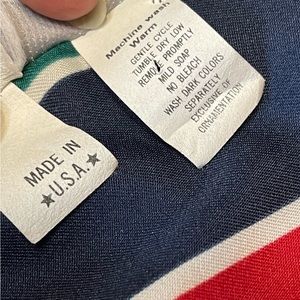 Machine wash
Warm
GENTLE CYCLE
TUMBLE DRY LOW
REMOVE PROMPTLY
MILD SOAP
NO BLEACH
WASH DARK COLORS
SEPARATELY
EXCLUSIVE OF
ORNAMENTATION
MADE IN
★U.S.A.★